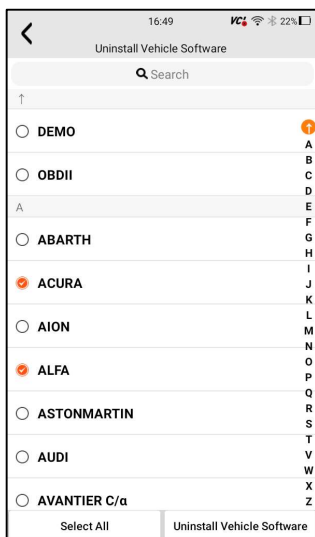 16:49
VCI
22%
Uninstall Vehicle Software
Search
↑
DEMO
↑
A
B
OBDII
C
D
A
E
F
ABARTH
G
H
I
ACURA
J
K
L
AION
M
N
ALFA
O
P
Q
ASTONMARTIN
R
S
T
AUDI
V
W
X
AVANTIER C/α
Z
Select All
Uninstall Vehicle Software